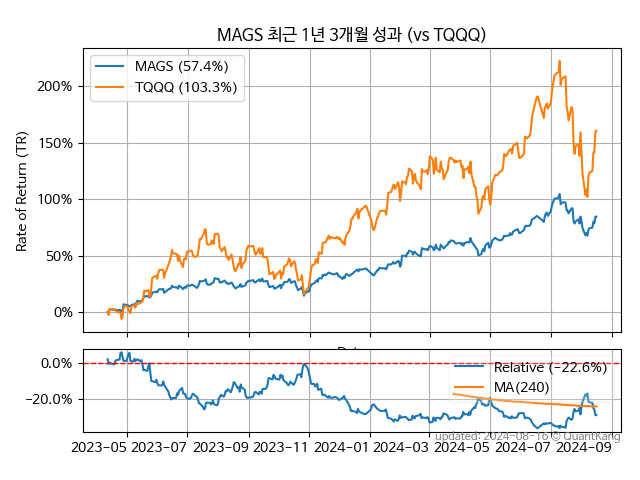 MAGS 최근 1년 3개월 성과 (vs TQQQ)
MAGS (57.4%)
TQQQ (103.3%)
Rate of Return (TR)
200%
150%
100%
50%
0%
Relative (−22.6%)
MA(240)
0.0%
−20.0%
updated: 2024-08-16 © QuantKang
2023-05 2023-07 2023-09 2023-11 2024-01 2024-03 2024-05 2024-07 2024-09